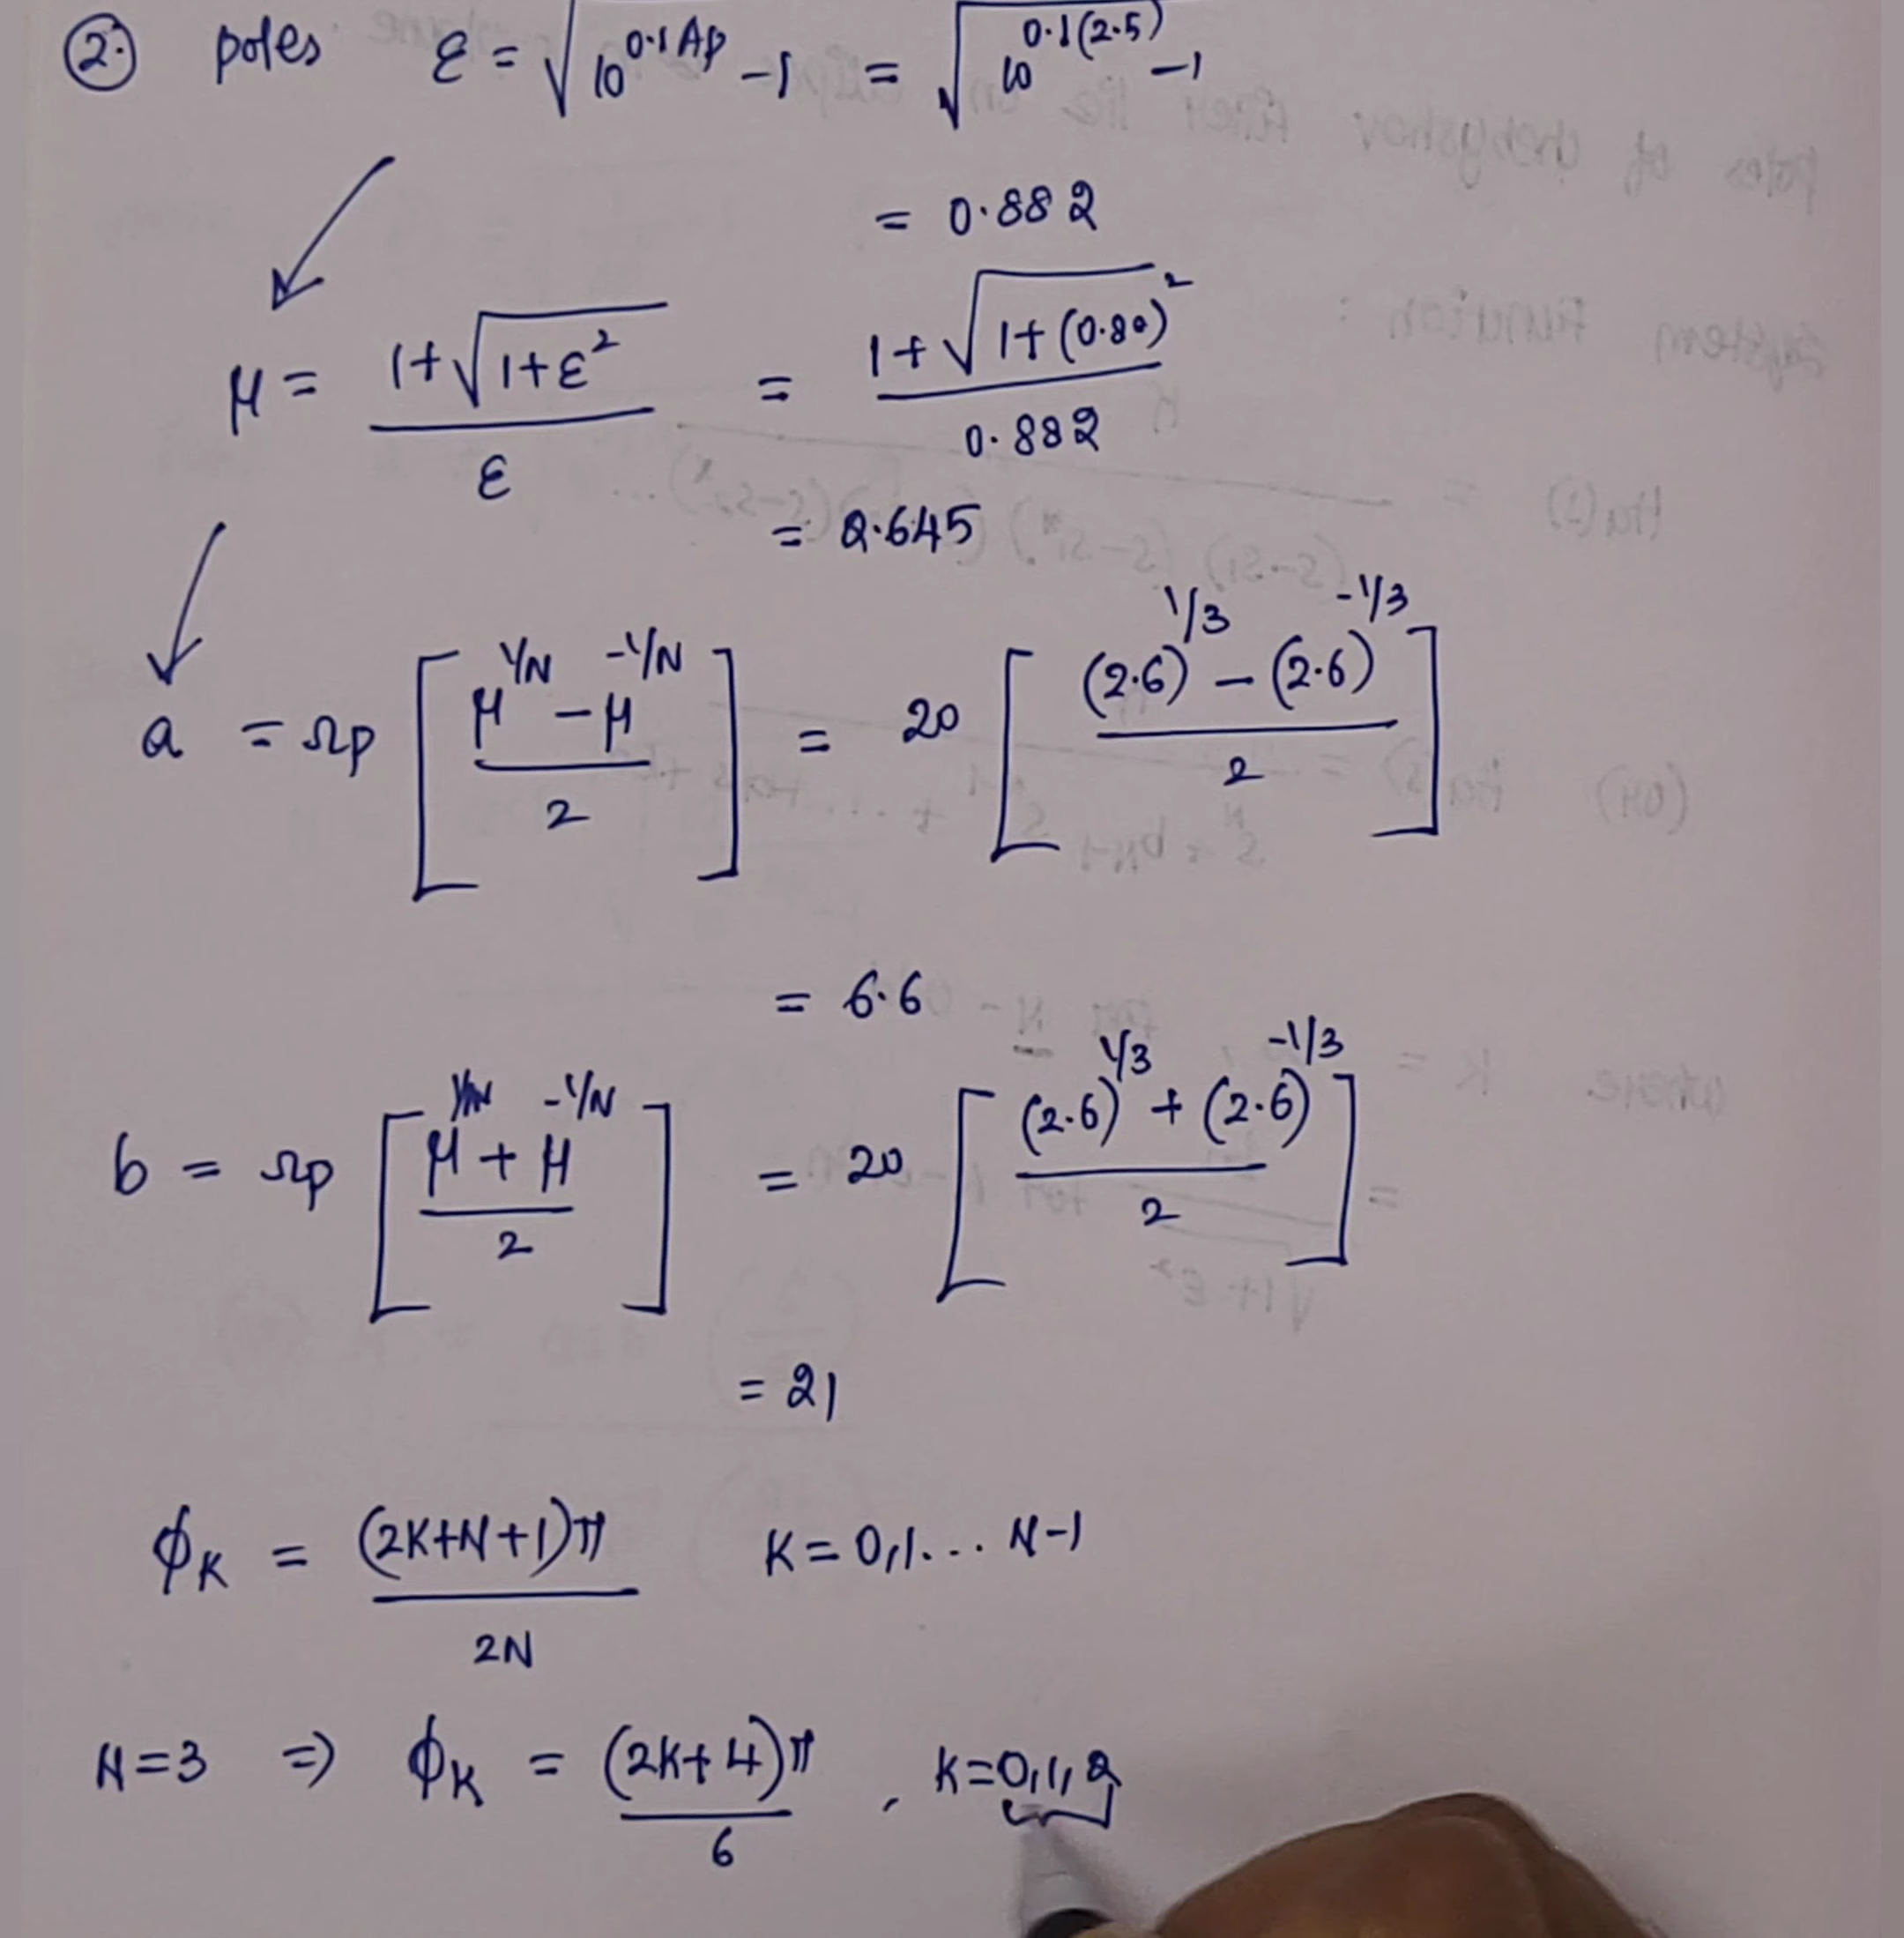 ② poles ε = √(10^(0.1Ap) - 1) = √(10^(0.1(2.5)) - 1)
= 0.882
μ = (1+√(1+ε²))/ε = (1+√(1+(0.80)²))/0.882
= 2.645
a = Ωp [(μ^(1/N) - μ^(-1/N))/2] = 20 [((2.6)^(1/3) - (2.6)^(-1/3))/2]
= 6.6
b = Ωp [(μ^(1/N) + μ^(-1/N))/2] = 20 [((2.6)^(1/3) + (2.6)^(-1/3))/2]
= 21
ϕK = (2K+N+1)π/2N K = 0,1... N-1
N=3 ⇒ ϕK = (2K+4)π/6 , K=0,1,2